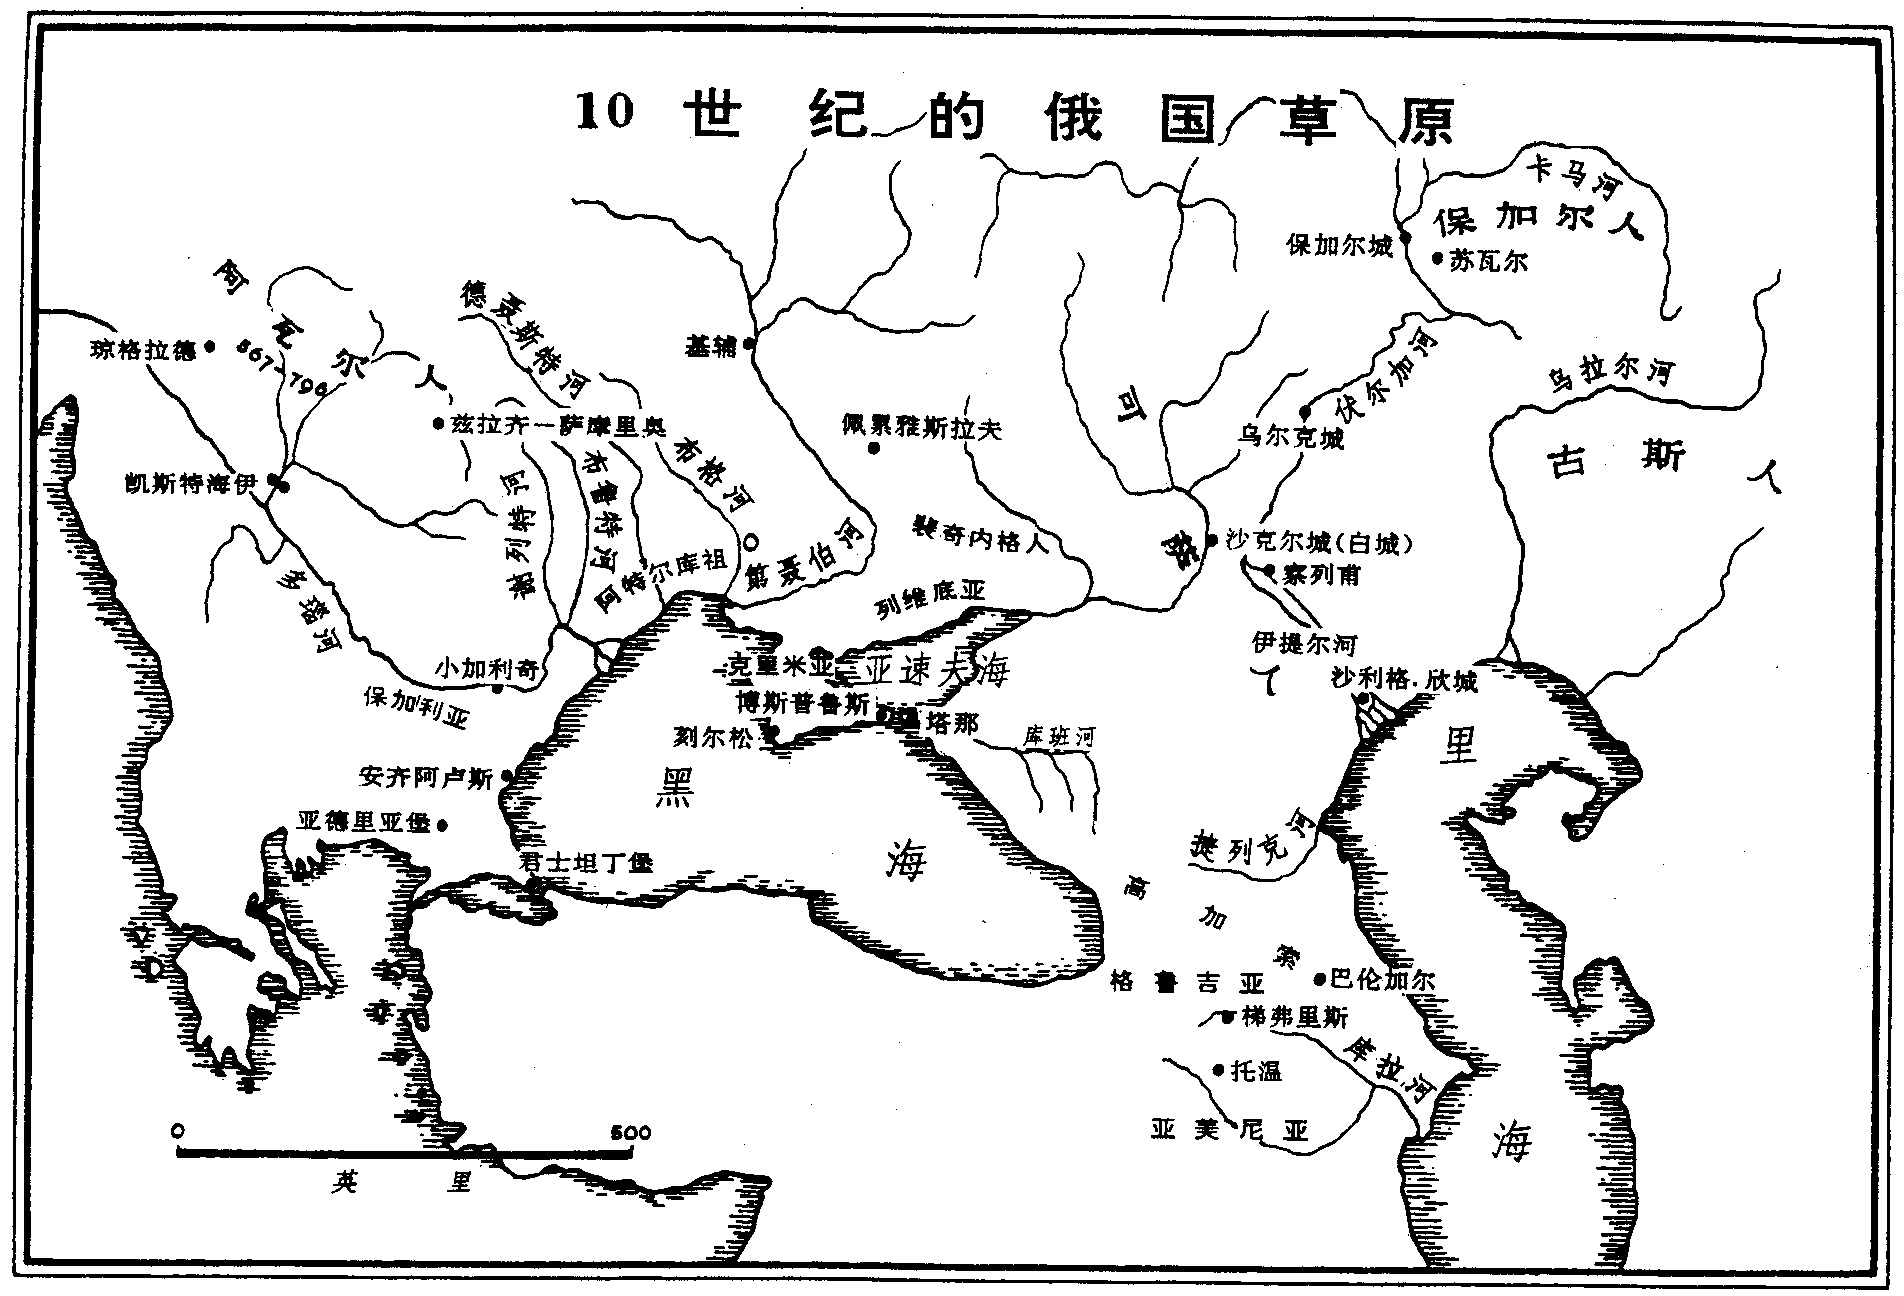 10世纪的俄国草原
卡马河
保加尔人
保加尔城
苏瓦尔
阿瓦尔人
567-796
琼格拉德
德聂斯特河
基辅
伏尔加河
乌拉尔河
可萨人
兹拉齐－萨摩里奥
佩累雅斯拉夫
乌尔克城
古斯人
凯斯特海伊
谢列特河
布鲁特河
布格河
裴奇内格人
沙克尔城(白城)
察列甫
阿特尔库祖
第聂伯河
列维底亚
多瑙河
伊提尔河
小加利奇
克里米亚
亚速夫海
沙利格·欣城
保加利亚
博斯普鲁斯
塔那
刻尔松
库班河
里海
安齐阿卢斯
黑海
亚德里亚堡
捷列克河
君士坦丁堡
高加索
格鲁吉亚
巴伦加尔
梯弗里斯
库拉河
托温
亚美尼亚
0 500
英里